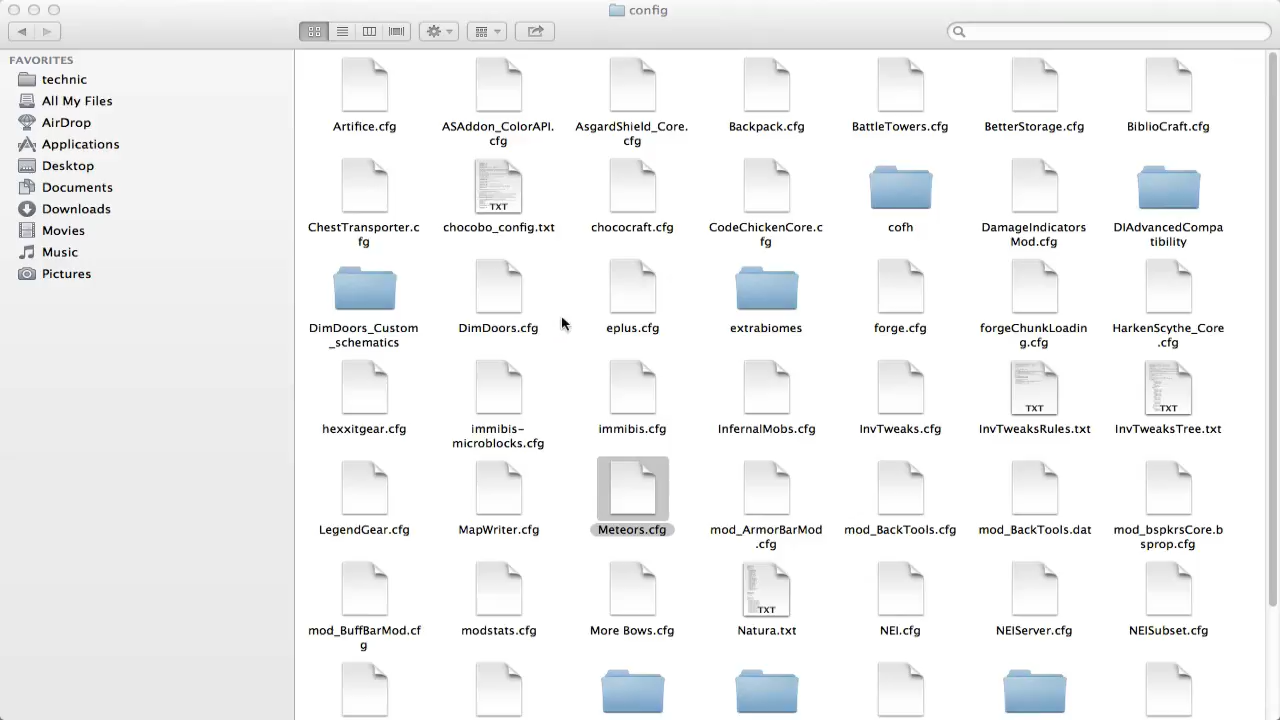 config
FAVORITES
technic
All My Files
AirDrop
Applications
Desktop
Documents
Downloads
Movies
Music
Pictures
Artifice.cfg
ASAddon_ColorAPI.
cfg
AsgardShield_Core.
cfg
Backpack.cfg
BattleTowers.cfg
BetterStorage.cfg
BiblioCraft.cfg
ChestTransporter.c
fg
TXT
chocobo_config.txt
chococraft.cfg
CodeChickenCore.c
fg
cofh
DamageIndicators
Mod.cfg
DIAdvancedCompa
tibility
DimDoors_Custom
_schematics
DimDoors.cfg
eplus.cfg
extrabiomes
forge.cfg
forgeChunkLoadin
g.cfg
HarkenScythe_Core
.cfg
hexxitgear.cfg
immibis-
microblocks.cfg
immibis.cfg
InfernalMobs.cfg
InvTweaks.cfg
TXT
InvTweaksRules.txt
TXT
InvTweaksTree.txt
LegendGear.cfg
MapWriter.cfg
Meteors.cfg
mod_ArmorBarMod
.cfg
mod_BackTools.cfg
mod_BackTools.dat
mod_bspkrsCore.b
sprop.cfg
mod_BuffBarMod.cf
g
modstats.cfg
More Bows.cfg
TXT
Natura.txt
NEI.cfg
NEIServer.cfg
NEISubset.cfg